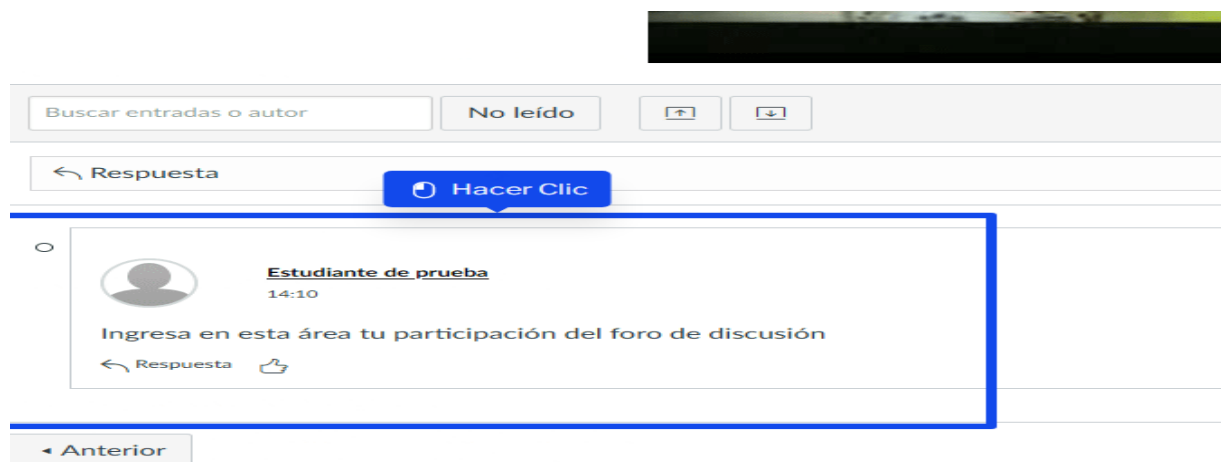 Buscar entradas o autor
No leído
Respuesta
Hacer Clic
Estudiante de prueba
14:10
Ingresa en esta área tu participación del foro de discusión
Respuesta
Anterior